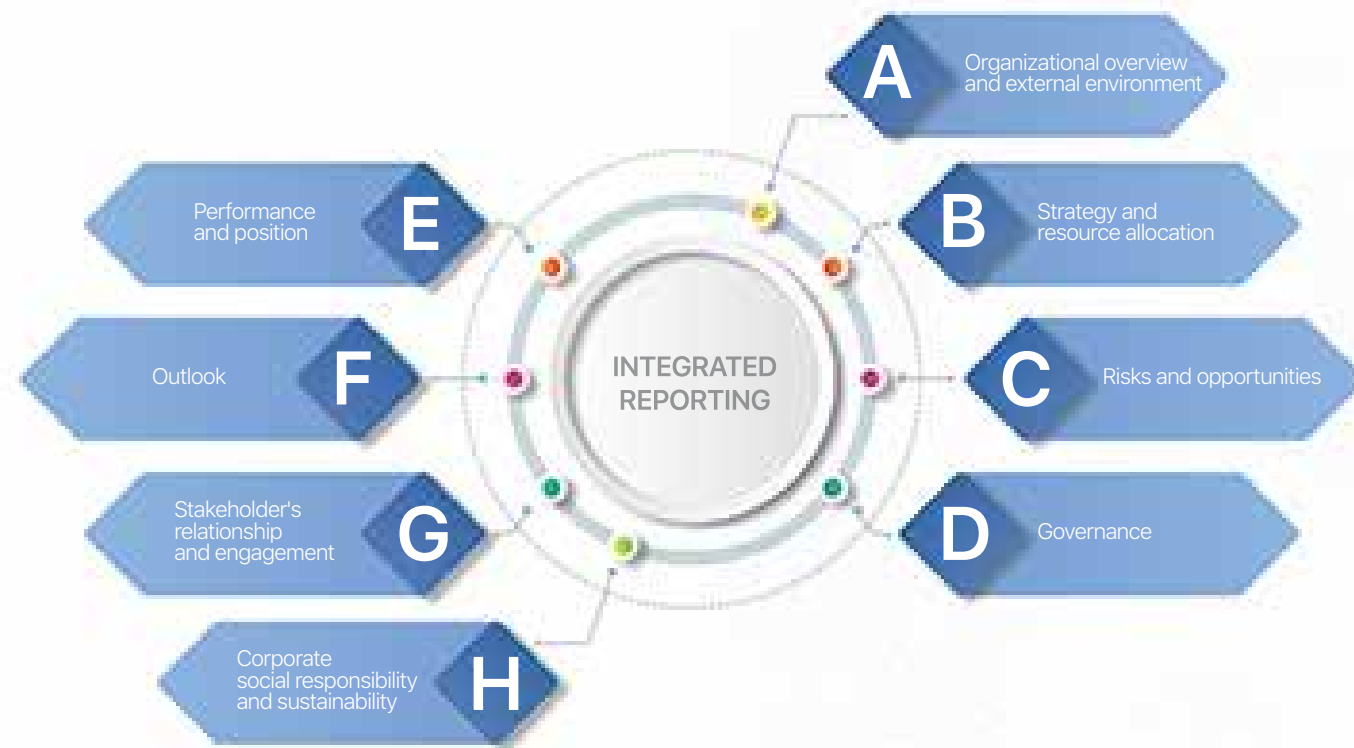 A
Organizational overview
and external environment
B
Strategy and
resource allocation
C
Risks and opportunities
D
Governance
E
Performance
and position
F
Outlook
G
Stakeholder's
relationship
and engagement
H
Corporate
social responsibility
and sustainability
INTEGRATED
REPORTING